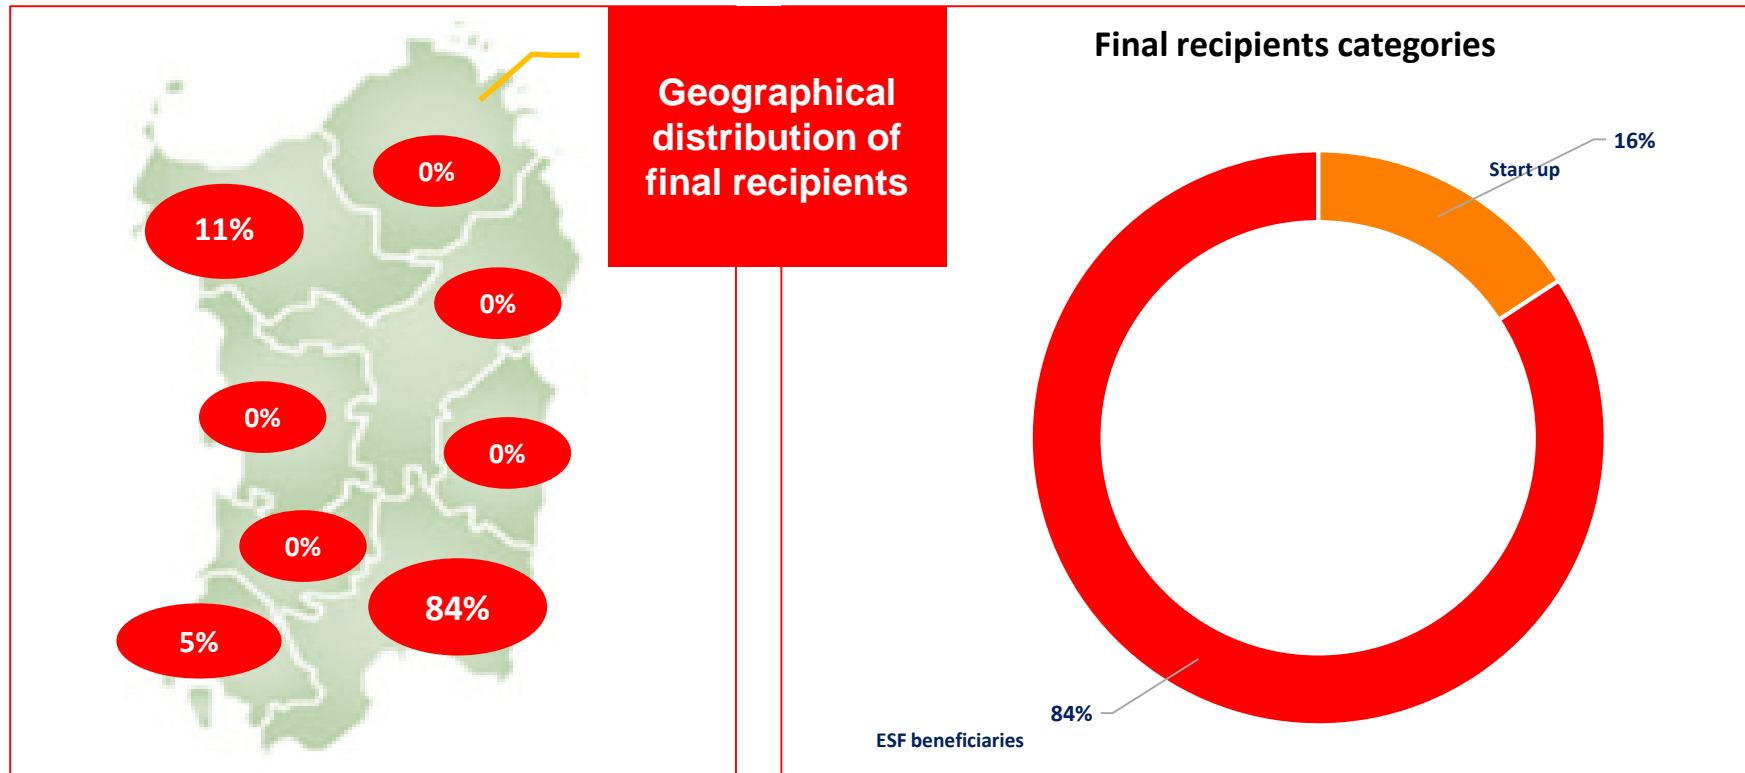 Geographical
distribution of
final recipients
0%
11%
0%
0%
0%
0%
84%
5%
Final recipients categories
16%
Start up
84%
ESF beneficiaries